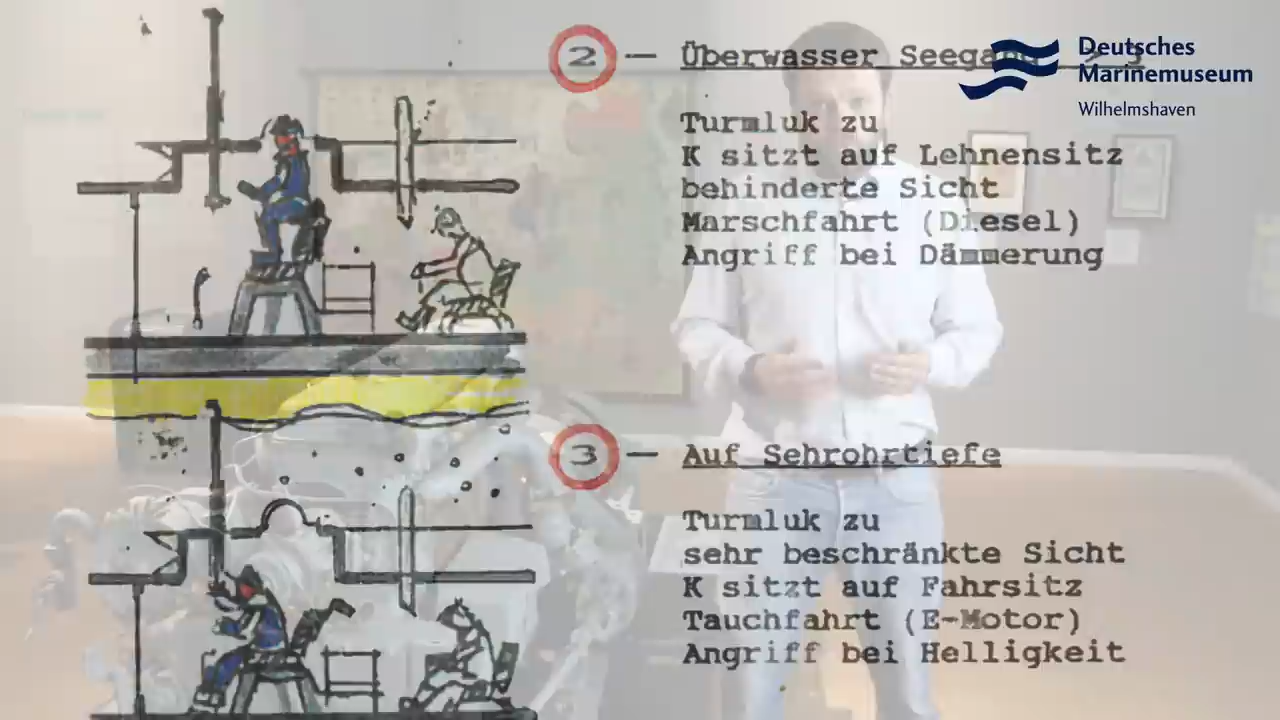 2 — Überwasser Seegang > 3
Turmluk zu
K sitzt auf Lehnensitz
behinderte Sicht
Marschfahrt (Diesel)
Angriff bei Dämmerung
Deutsches
Marinemuseum
Wilhelmshaven
3 — Auf Sehrohrtiefe
Turmluk zu
sehr beschränkte Sicht
K sitzt auf Fahrsitz
Tauchfahrt (E-Motor)
Angriff bei Helligkeit